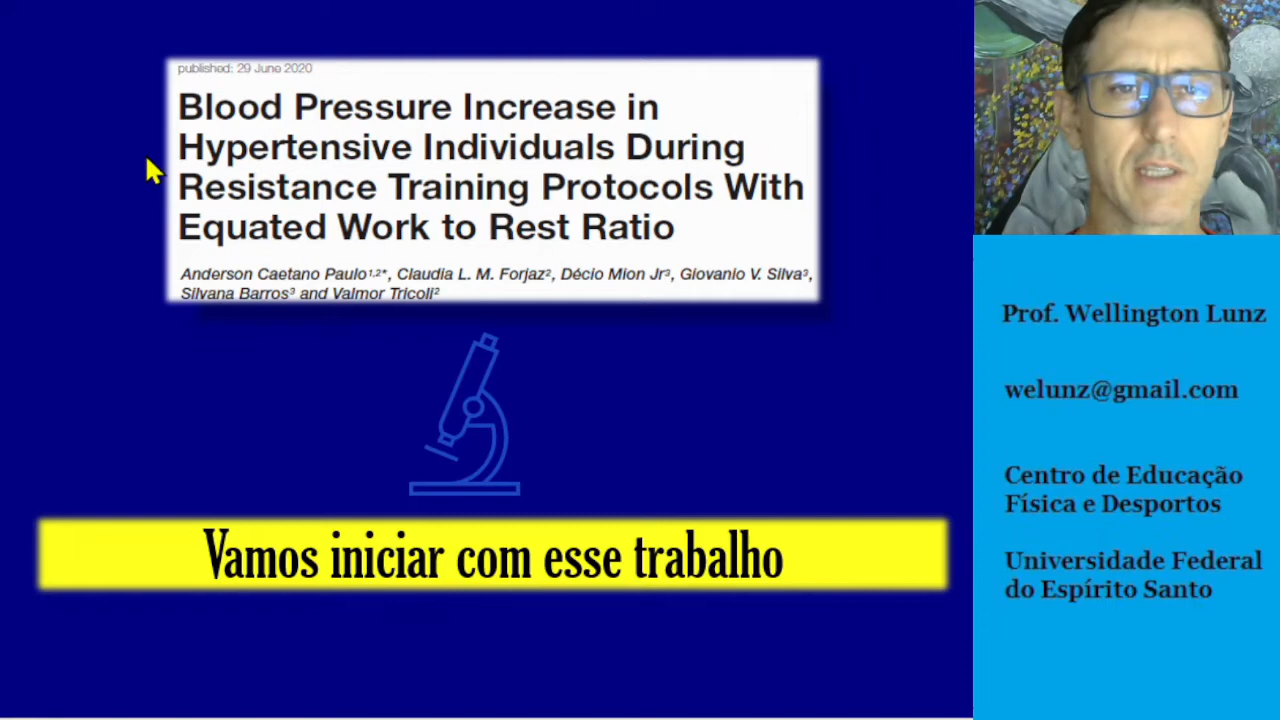 published: 29 June 2020
Blood Pressure Increase in
Hypertensive Individuals During
Resistance Training Protocols With
Equated Work to Rest Ratio
Anderson Caetano Paulo¹,²*, Claudia L. M. Forjaz², Décio Mion Jr³, Giovanio V. Silva³,
Silvana Barros³ and Valmor Tricoli²
Vamos iniciar com esse trabalho
Prof. Wellington Lunz
welunz@gmail.com
Centro de Educação
Física e Desportos
Universidade Federal
do Espírito Santo